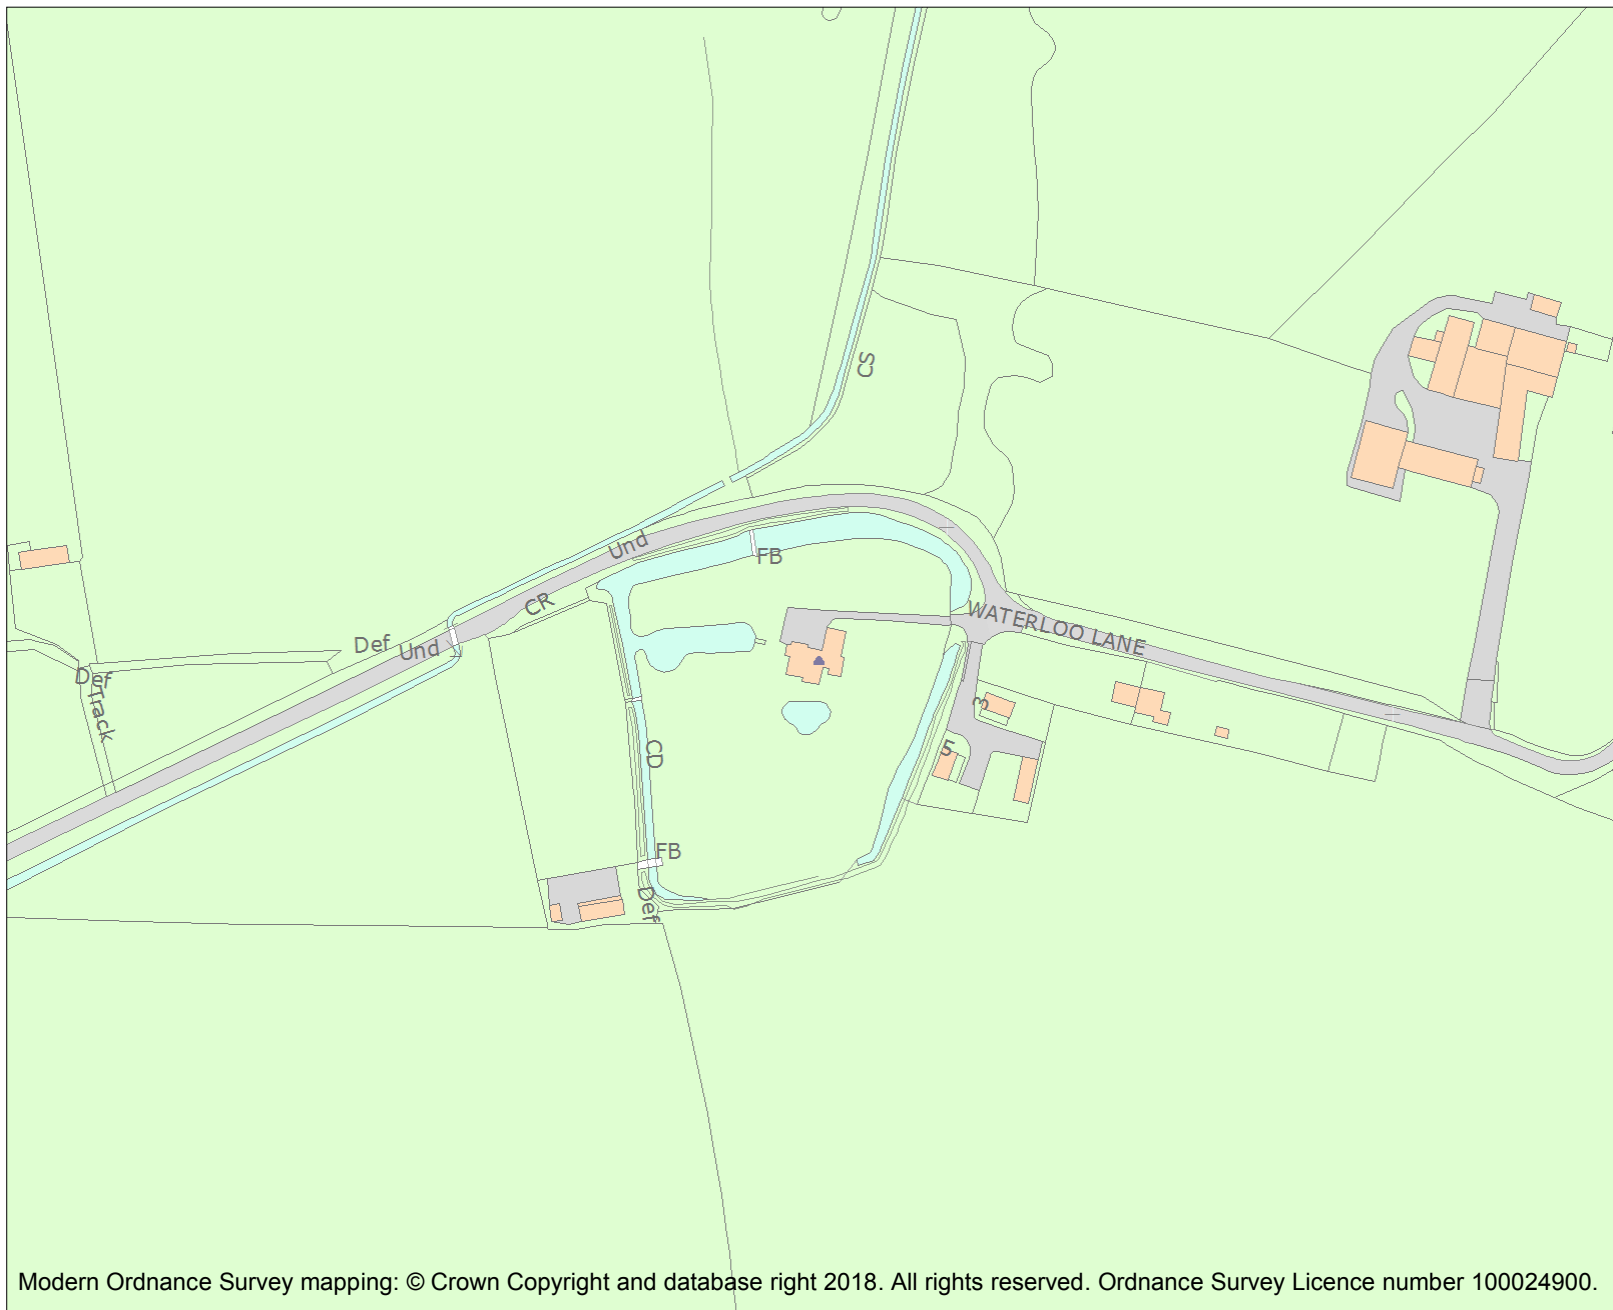 CS
Und
FB
CR
WATERLOO LANE
Def
Und
Def
Track
3
CD
5
FB
Def
Modern Ordnance Survey mapping: © Crown Copyright and database right 2018. All rights reserved. Ordnance Survey Licence number 100024900.